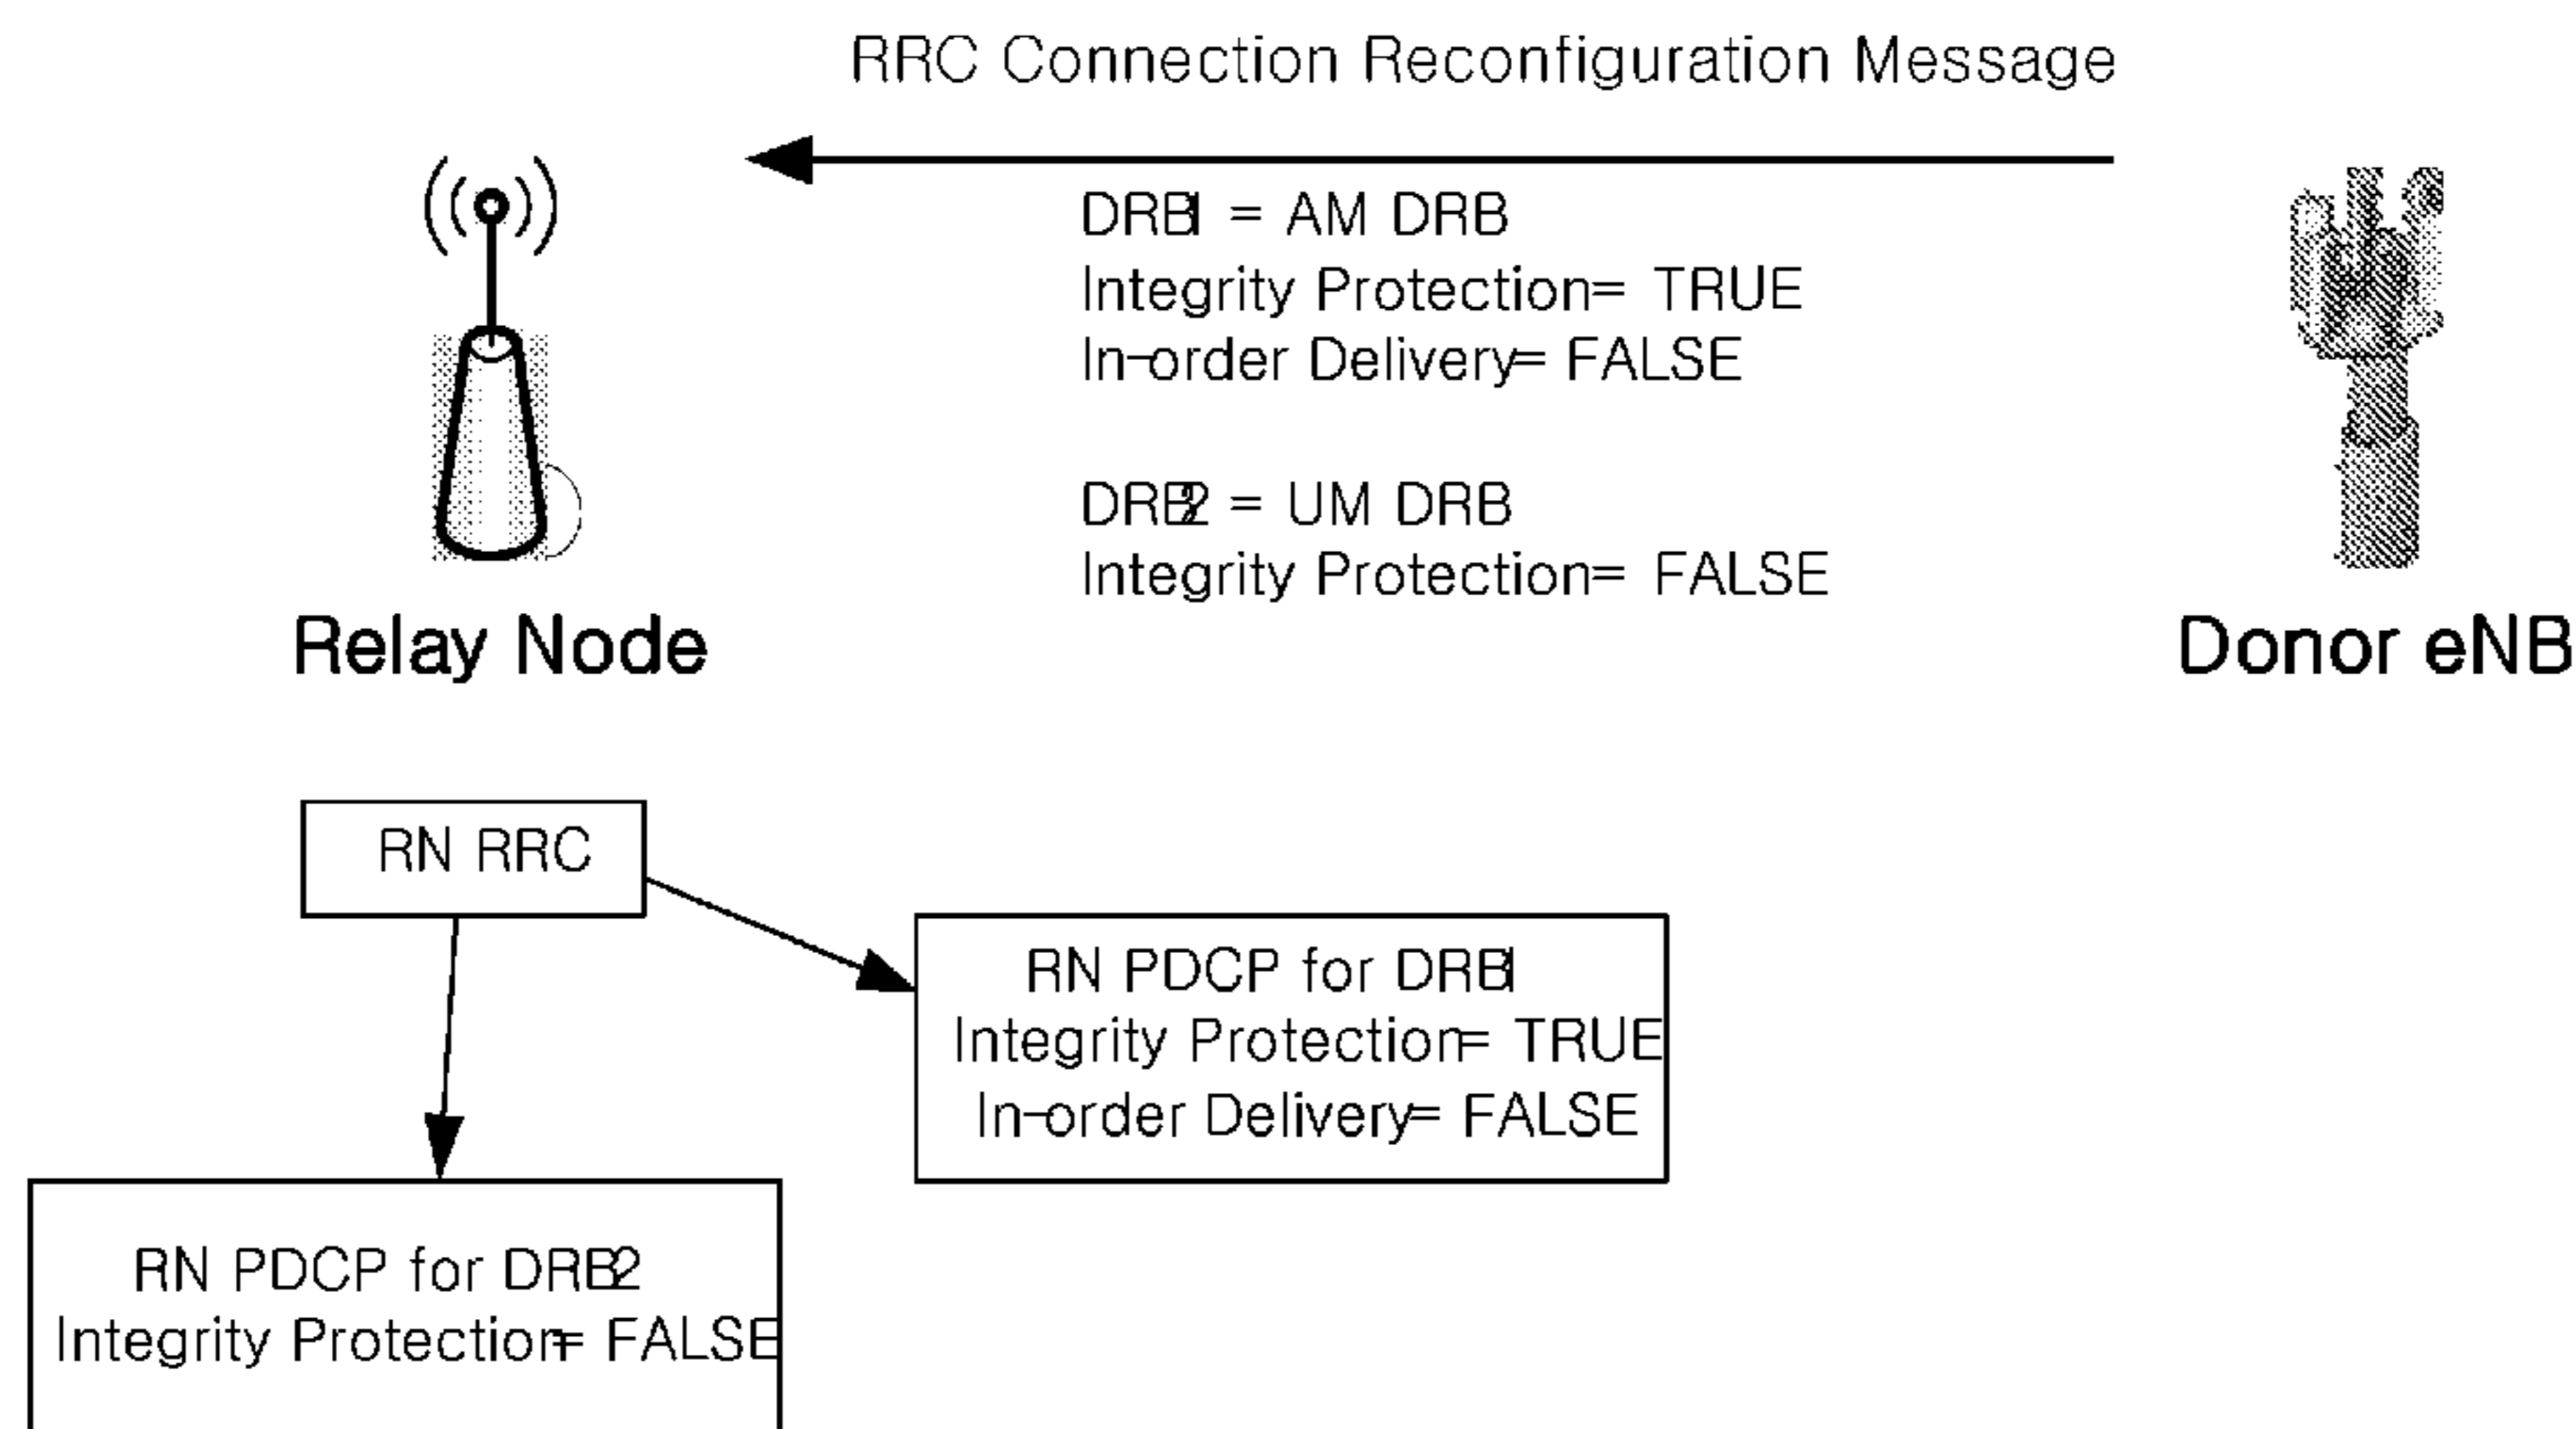 RRC Connection Reconfiguration Message
DRB1 = AM DRB
Integrity Protection= TRUE
In-order Delivery= FALSE
DRB2 = UM DRB
Integrity Protection= FALSE
Relay Node
Donor eNB
RN RRC
RN PDCP for DRB1
Integrity Protection= TRUE
In-order Delivery= FALSE
RN PDCP for DRB2
Integrity Protection= FALSE